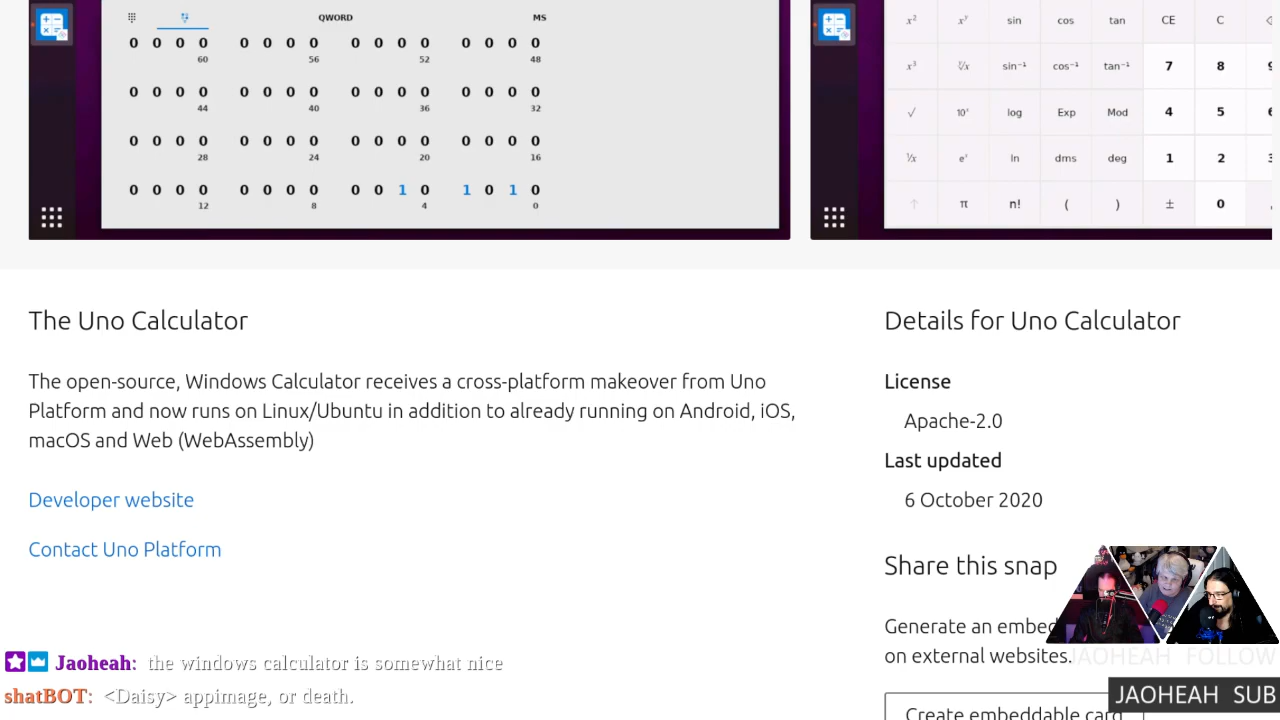 QWORD MS
0 0 0 0 0 0 0 0 0 0 0 0 0 0 0 0
60 56 52 48
0 0 0 0 0 0 0 0 0 0 0 0 0 0 0 0
44 40 36 32
0 0 0 0 0 0 0 0 0 0 0 0 0 0 0 0
28 24 20 16
0 0 0 0 0 0 0 0 0 0 1 0 1 0 1 0
12 8 4 0
x² xʸ sin cos tan CE C
x³ ʸ√x sin⁻¹ cos⁻¹ tan⁻¹ 7 8 9
√ 10ˣ log Exp Mod 4 5 6
¹/x eˣ ln dms deg 1 2 3
↑ π n! ( ) ± 0
The Uno Calculator
The open-source, Windows Calculator receives a cross-platform makeover from Uno
Platform and now runs on Linux/Ubuntu in addition to already running on Android, iOS,
macOS and Web (WebAssembly)
Developer website
Contact Uno Platform
Details for Uno Calculator
License
Apache-2.0
Last updated
6 October 2020
Share this snap
Generate an embed
on external websites.
Create embeddable card
Jaoheah: the windows calculator is somewhat nice
shatBOT: <Daisy> appimage, or death.
JAOHEAH FOLLOW
JAOHEAH SUB